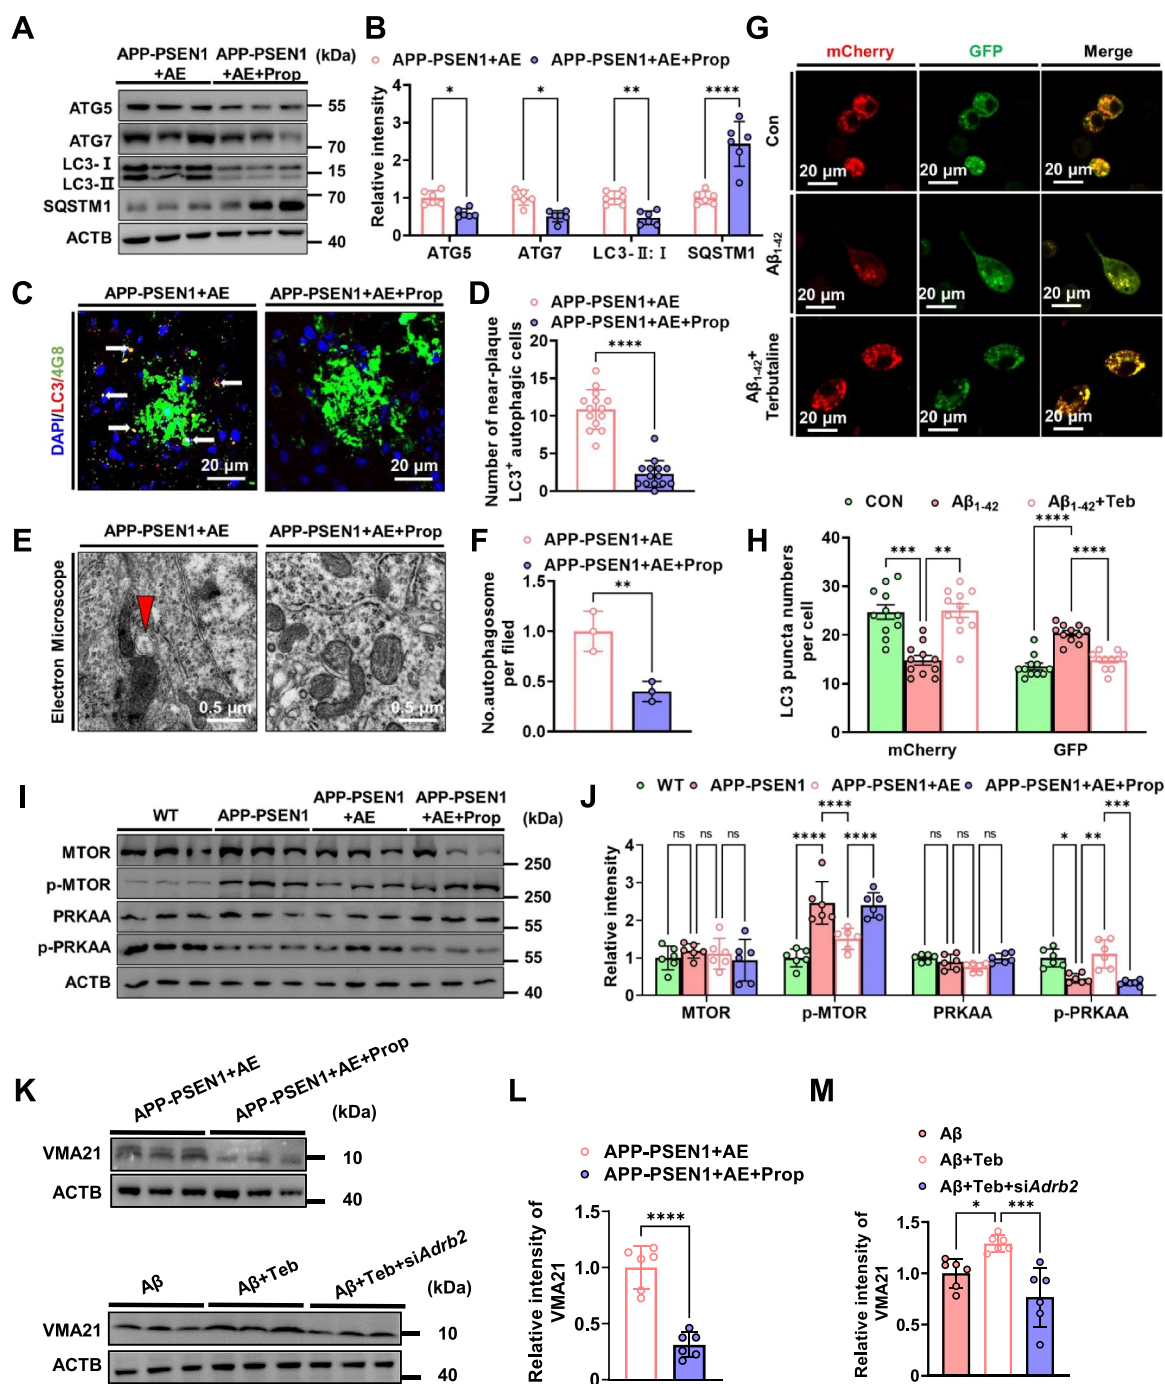 A
APP-PSEN1 APP-PSEN1 (kDa)
+AE +AE+Prop
ATG5
55
ATG7
70
LC3-Ⅰ
15
LC3-Ⅱ
70
SQSTM1
ACTB
40
B
APP-PSEN1+AE APP-PSEN1+AE+Prop
Relative intensity
4
3
2
1
0
* * ** ****
ATG5 ATG7 LC3-Ⅱ:Ⅰ SQSTM1
C
APP-PSEN1+AE APP-PSEN1+AE+Prop
DAPI/LC3/4G8
20 μm 20 μm
D
APP-PSEN1+AE
APP-PSEN1+AE+Prop
Number of near-plaque
LC3+ autophagic cells
20
15
10
5
0
****
E
APP-PSEN1+AE APP-PSEN1+AE+Prop
Electron Microscope
0.5 μm 0.5 μm
F
APP-PSEN1+AE
APP-PSEN1+AE+Prop
No.autophagosome
per filed
1.5
1.0
0.5
0.0
**
G
mCherry GFP Merge
Con
20 μm 20 μm 20 μm
Aβ1-42
20 μm 20 μm 20 μm
Aβ1-42+
Terbutaline
20 μm 20 μm 20 μm
H
CON Aβ1-42 Aβ1-42+Teb
LC3 puncta numbers
per cell
40
30
20
10
0
*** ** **** ****
mCherry GFP
I
WT APP-PSEN1 APP-PSEN1 APP-PSEN1 (kDa)
+AE +AE+Prop
MTOR
250
p-MTOR
250
PRKAA
55
p-PRKAA
55
ACTB
40
J
WT APP-PSEN1 APP-PSEN1+AE APP-PSEN1+AE+Prop
Relative intensity
4
3
2
1
0
ns ns ns **** **** **** ns ns ns * ** ***
MTOR p-MTOR PRKAA p-PRKAA
K
APP-PSEN1+AE APP-PSEN1+AE+Prop
(kDa)
VMA21
10
ACTB
40
Aβ Aβ+Teb Aβ+Teb+siAdrb2 (kDa)
VMA21
10
ACTB
40
L
APP-PSEN1+AE
APP-PSEN1+AE+Prop
Relative intensity of
VMA21
1.5
1.0
0.5
0.0
****
M
Aβ
Aβ+Teb
Aβ+Teb+siAdrb2
Relative intensity of
VMA21
1.5
1.0
0.5
0.0
* ***